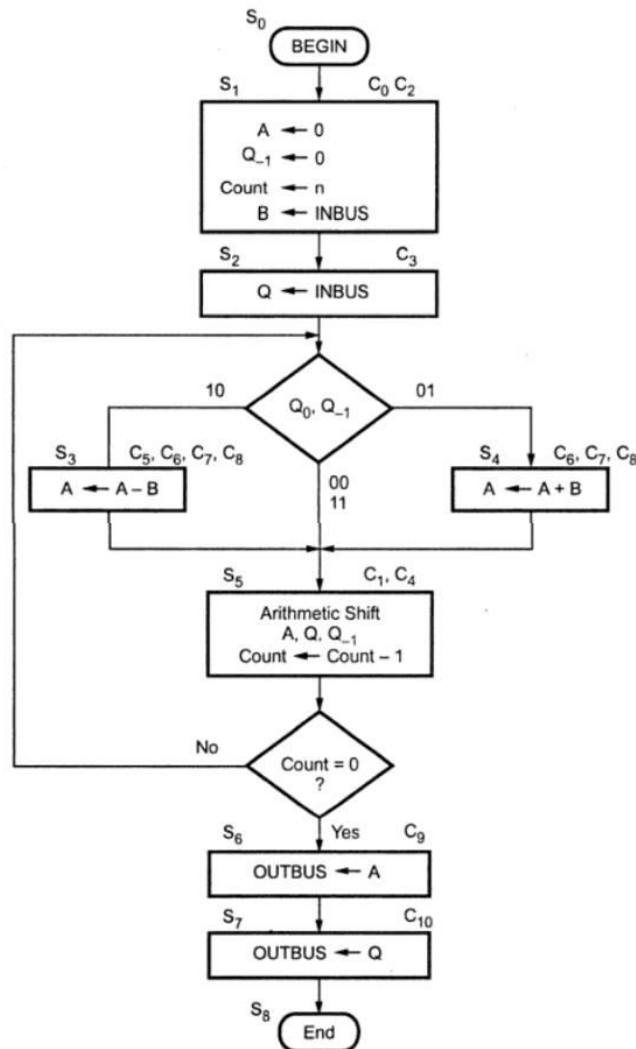 S₀
BEGIN
S₁ C₀ C₂
A ← 0
Q₋₁ ← 0
Count ← n
B ← INBUS
S₂ C₃
Q ← INBUS
10 Q₀, Q₋₁ 01
S₃ C₅, C₆, C₇, C₈
A ← A – B
00
11
S₄ C₆, C₇, C₈
A ← A + B
S₅ C₁, C₄
Arithmetic Shift
A, Q, Q₋₁
Count ← Count – 1
No
Count = 0
?
Yes
S₆ C₉
OUTBUS ← A
S₇ C₁₀
OUTBUS ← Q
S₈
End